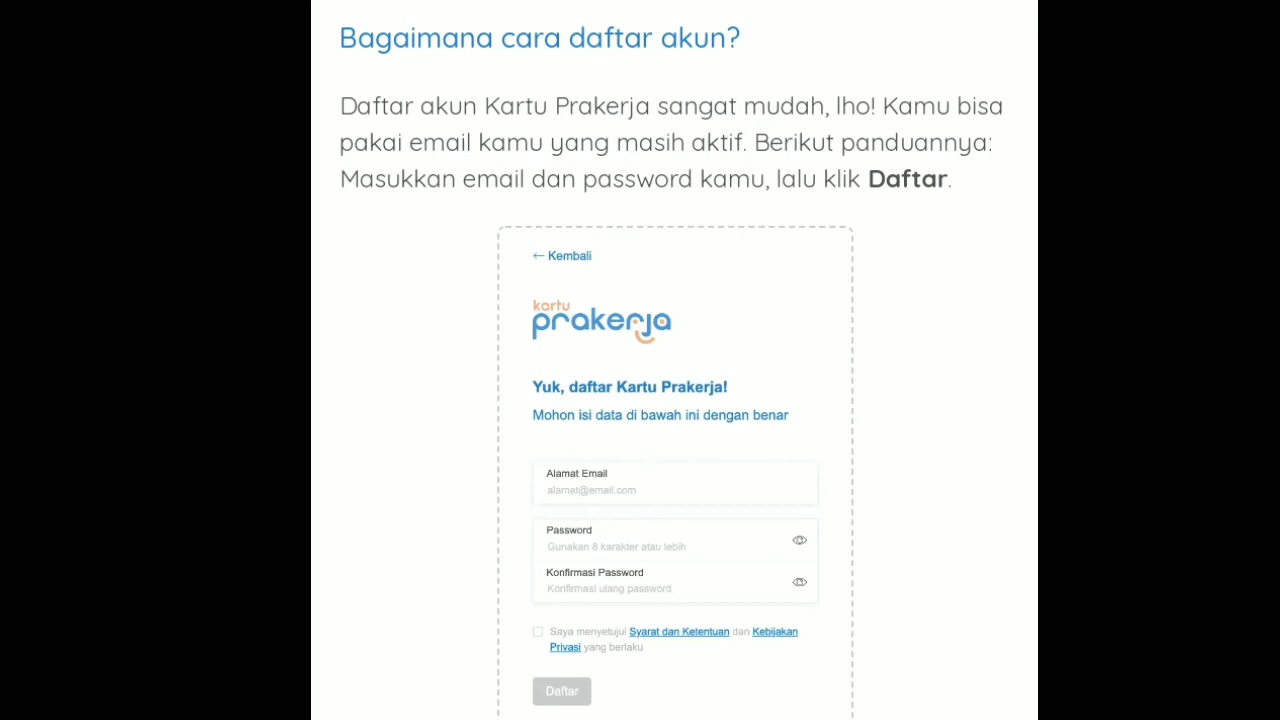 Bagaimana cara daftar akun?
Daftar akun Kartu Prakerja sangat mudah, lho! Kamu bisa
pakai email kamu yang masih aktif. Berikut panduannya:
Masukkan email dan password kamu, lalu klik Daftar.
← Kembali
kartu
prakerja
Yuk, daftar Kartu Prakerja!
Mohon isi data di bawah ini dengan benar
Alamat Email
alamat@email.com
Password
Gunakan 8 karakter atau lebih
Konfirmasi Password
Konfirmasi ulang password
Saya menyetujui Syarat dan Ketentuan dan Kebijakan
Privasi yang berlaku
Daftar